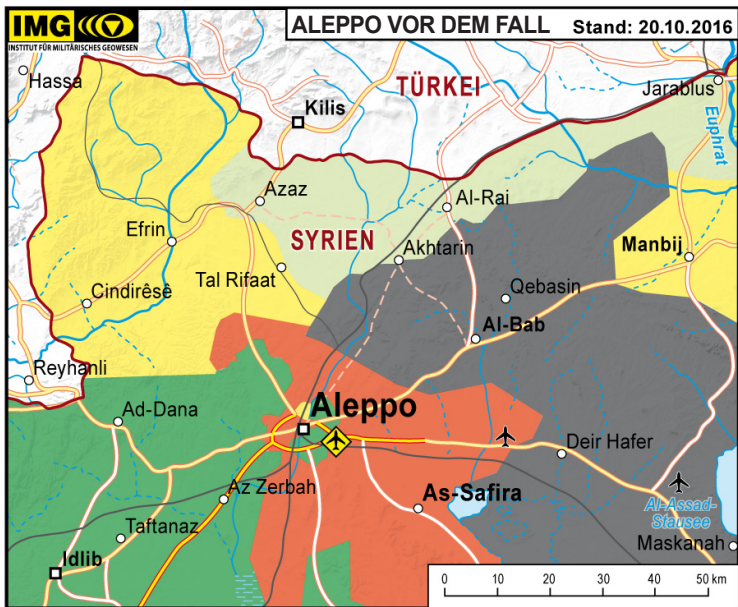 IMG
INSTITUT FÜR MILITÄRISCHES GEOWESEN
ALEPPO VOR DEM FALL
Stand: 20.10.2016
Hassa
TÜRKEI
Jarablus
Kilis
Euphrat
Azaz
Al-Rai
Efrin
SYRIEN
Manbij
Akhtarin
Tal Rifaat
Cindirêsê
Qebasin
Al-Bab
Reyhanli
Ad-Dana
Aleppo
Deir Hafer
Az Zerbah
As-Safira
Al-Assad-
Stausee
Taftanaz
Maskanah
Idlib
0 10 20 30 40 50 km